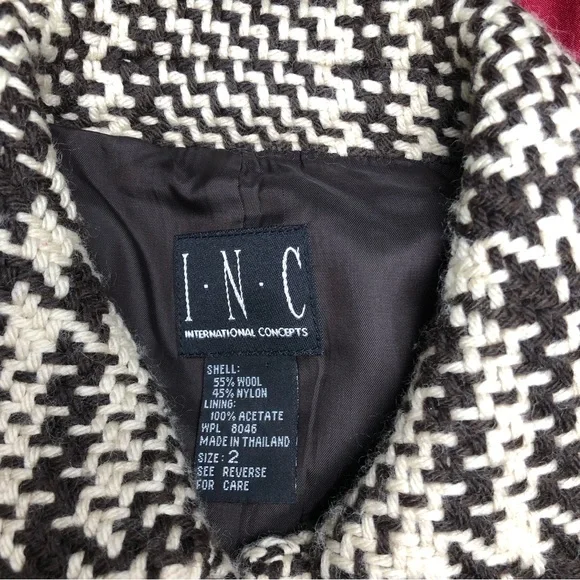 I·N·C
INTERNATIONAL CONCEPTS
SHELL:
55% WOOL
45% NYLON
LINING:
100% ACETATE
WPL 8046
MADE IN THAILAND
SIZE: 2
SEE REVERSE
FOR CARE